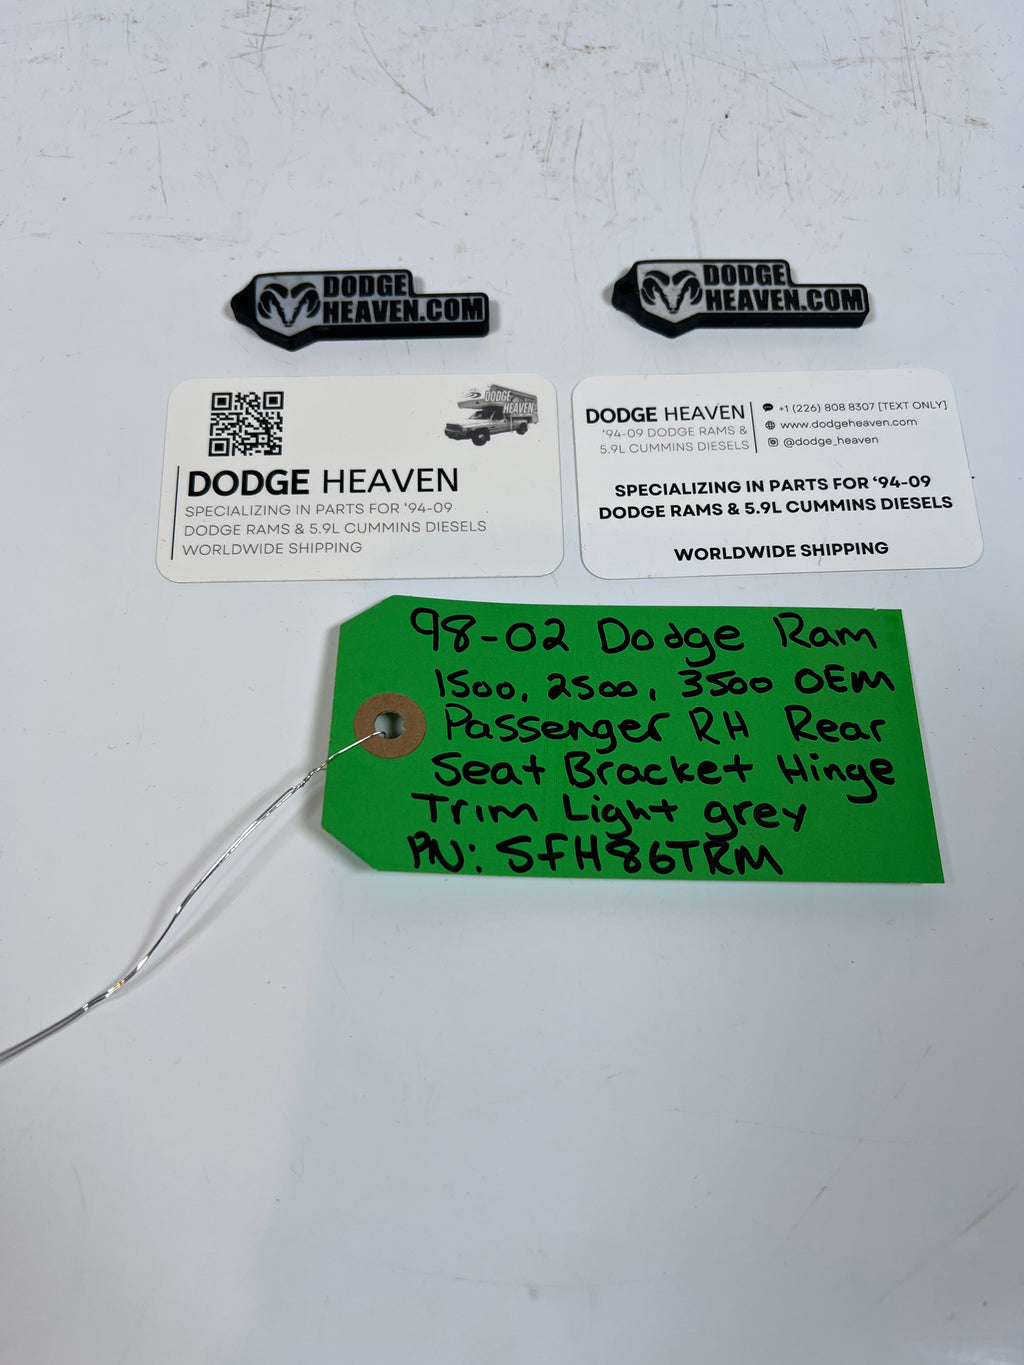 DODGE
HEAVEN.COM
DODGE
HEAVEN.COM
DODGE
HEAVEN
DODGE HEAVEN
SPECIALIZING IN PARTS FOR ‘94-09
DODGE RAMS & 5.9L CUMMINS DIESELS
WORLDWIDE SHIPPING
DODGE HEAVEN
‘94-09 DODGE RAMS &
5.9L CUMMINS DIESELS
+1 (226) 808 8307 [TEXT ONLY]
www.dodgeheaven.com
@dodge_heaven
SPECIALIZING IN PARTS FOR ‘94-09
DODGE RAMS & 5.9L CUMMINS DIESELS
WORLDWIDE SHIPPING
98-02 Dodge Ram
1500, 2500, 3500 OEM
Passenger RH Rear
Seat Bracket Hinge
Trim Light grey
PN: SFH86TRM